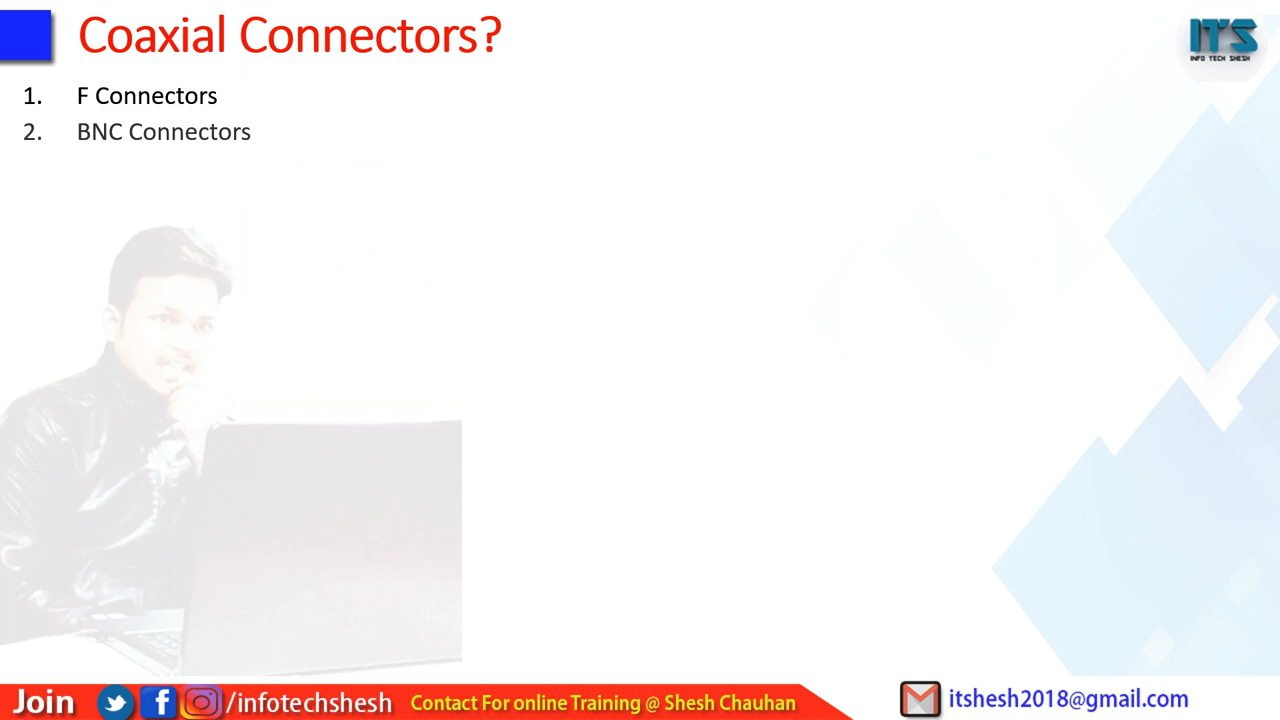 Coaxial Connectors?
IT'S
INFO TECH SHESH
1. F Connectors
2. BNC Connectors
Join /infotechshesh Contact For online Training @ Shesh Chauhan itshesh2018@gmail.com